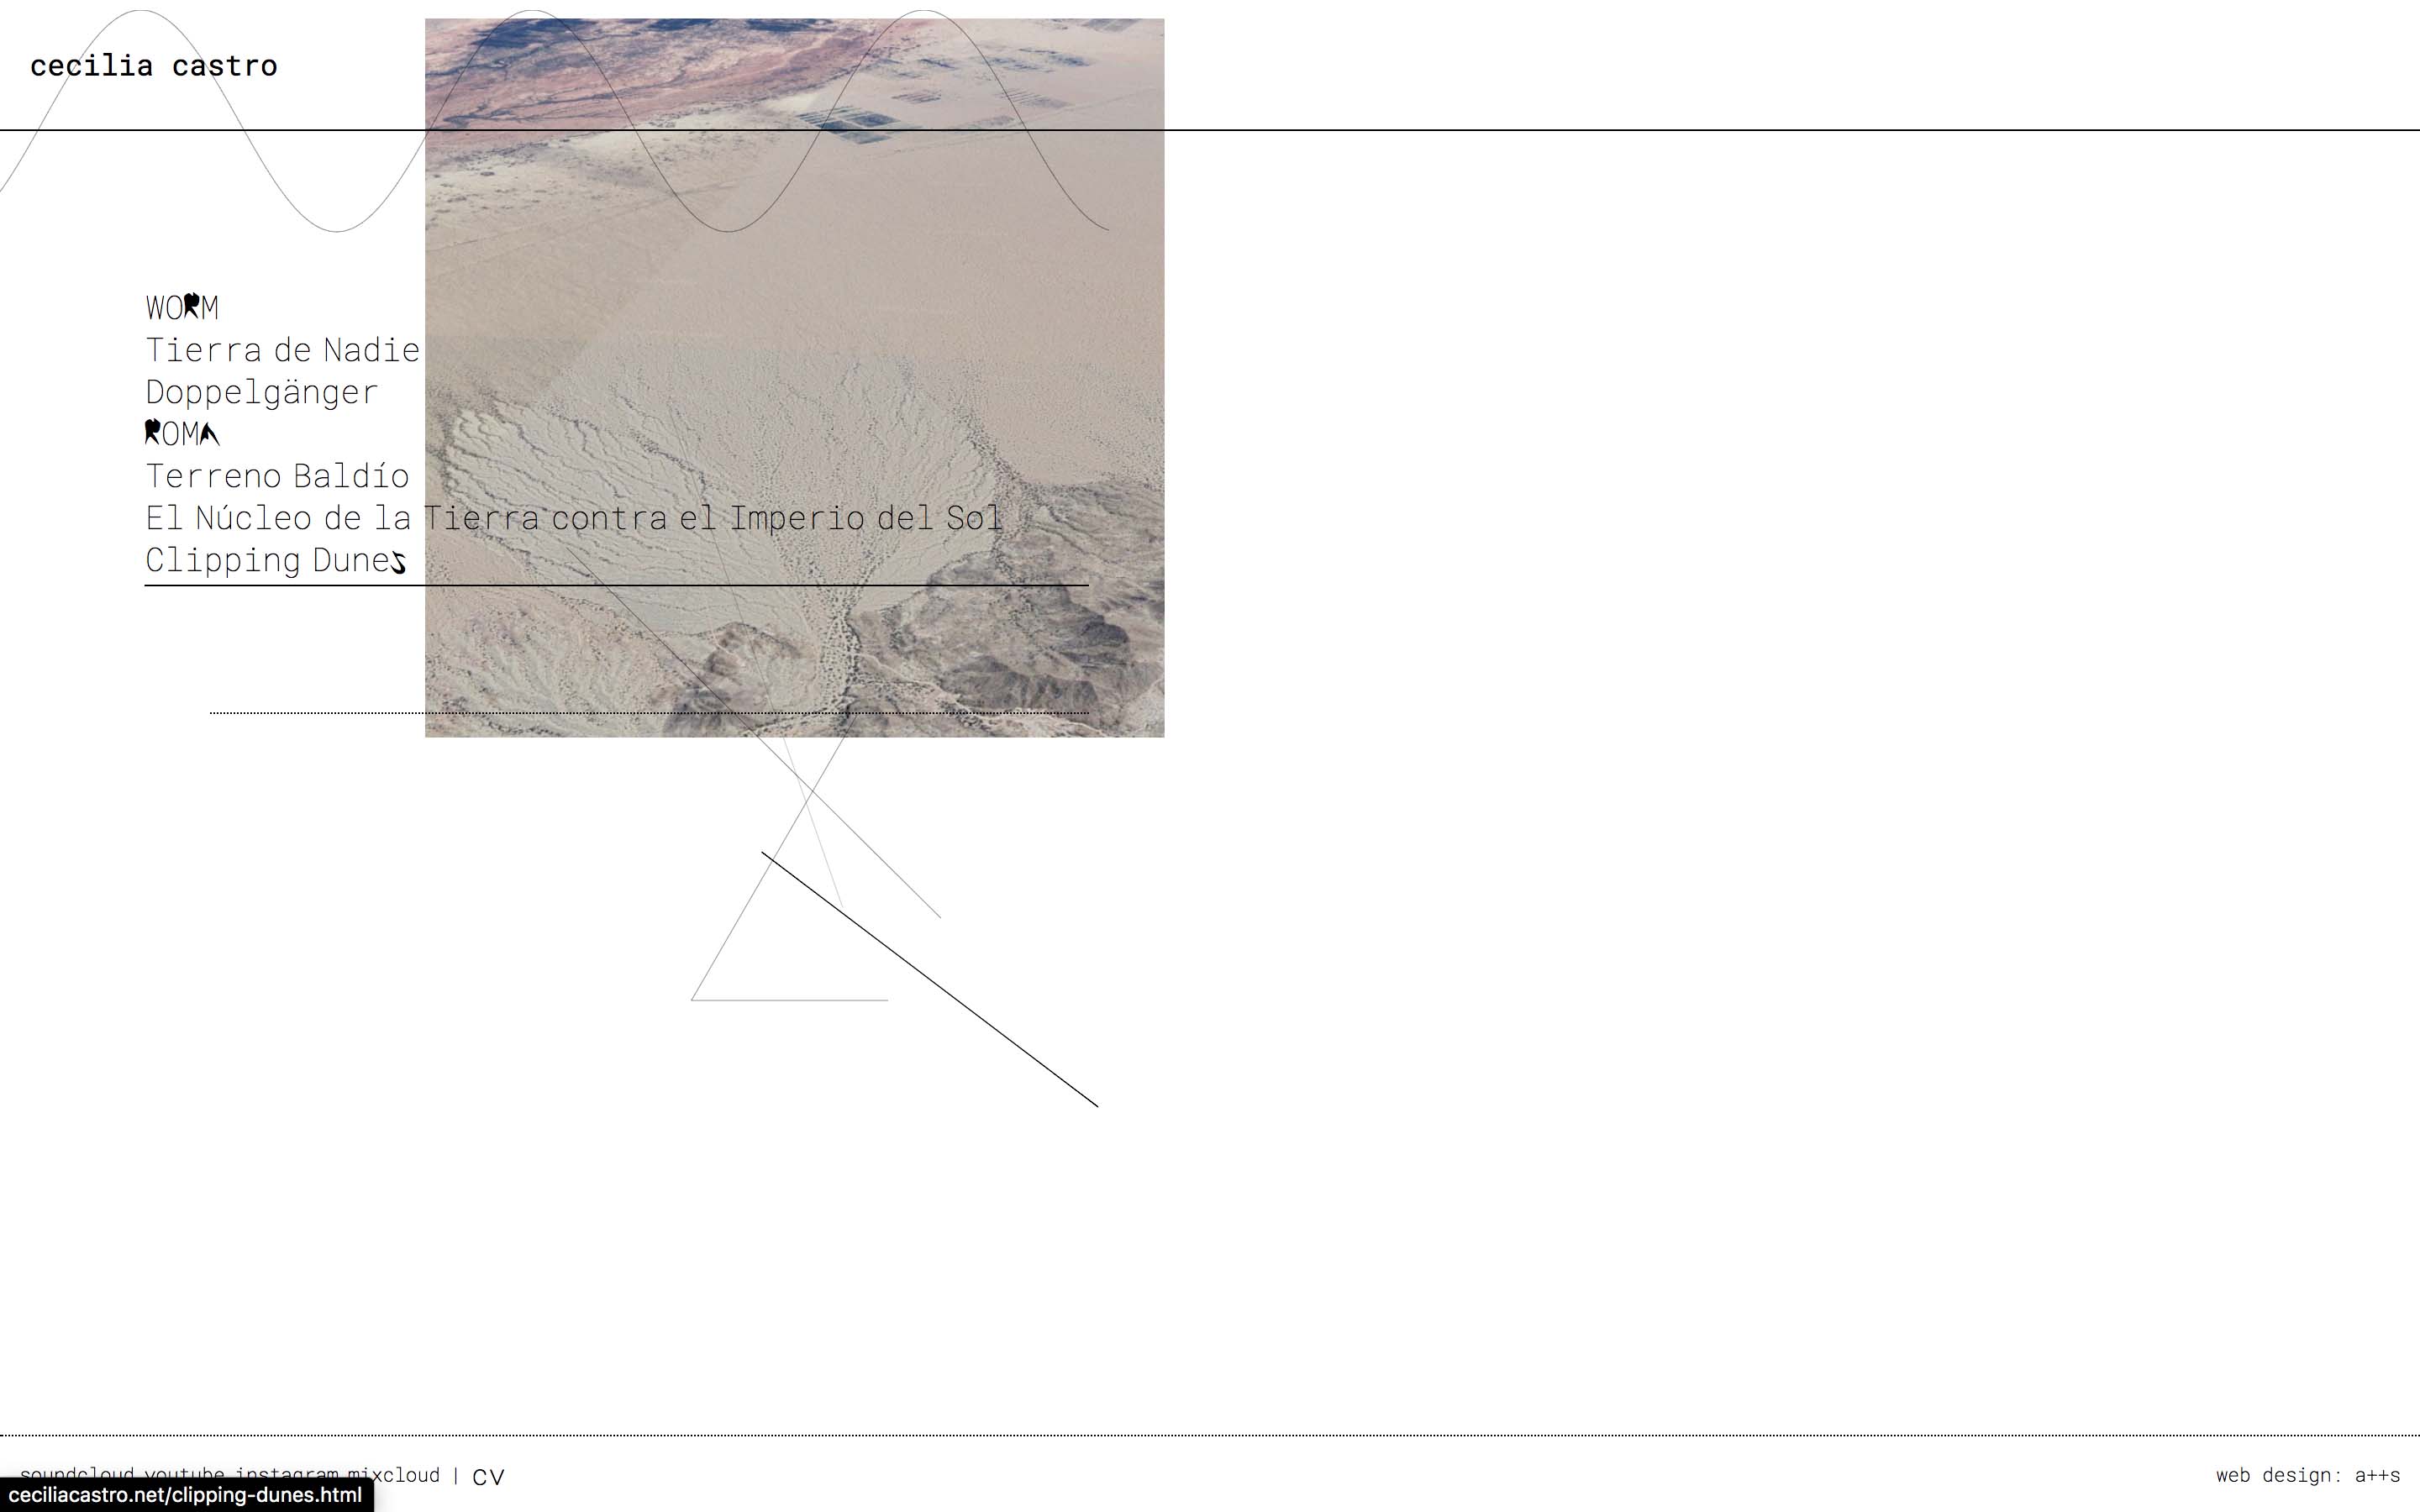 cecilia castro
WORM
Tierra de Nadie
Doppelgänger
ROMA
Terreno Baldío
El Núcleo de la Tierra contra el Imperio del Sol
Clipping Dunes
soundcloud youtube instagram mixcloud | CV
web design: a++s
ceciliacastro.net/clipping-dunes.html